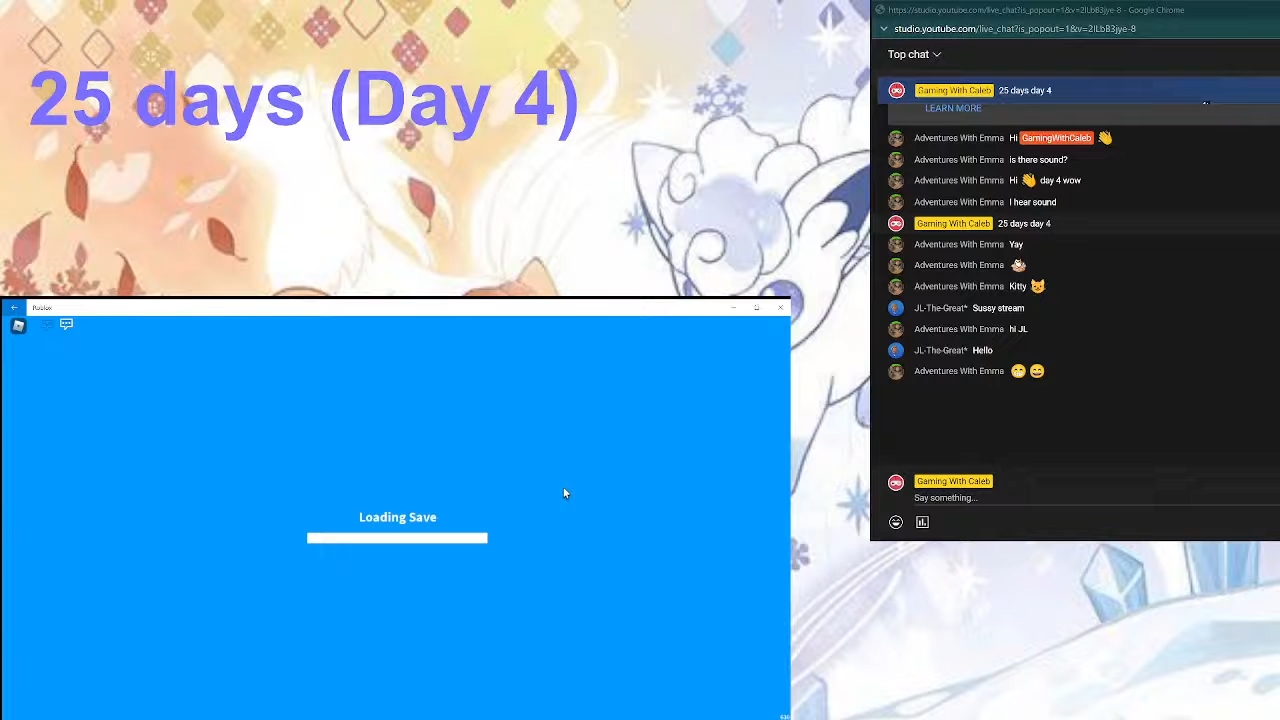 https://studio.youtube.com/live_chat?is_popout=1&v=2ILbB3jye-8 - Google Chrome
studio.youtube.com/live_chat?is_popout=1&v=2ILbB3jye-8
Top chat
Gaming With Caleb 25 days day 4
LEARN MORE
Adventures With Emma Hi GamingWithCaleb 👋
Adventures With Emma is there sound?
Adventures With Emma Hi 👋 day 4 wow
Adventures With Emma I hear sound
Gaming With Caleb 25 days day 4
Adventures With Emma Yay
Adventures With Emma
Adventures With Emma Kitty
JL-The-Great* Sussy stream
Adventures With Emma hi JL
JL-The-Great* Hello
Adventures With Emma 😁 😄
Gaming With Caleb
Say something...
25 days (Day 4)
Roblox
Loading Save